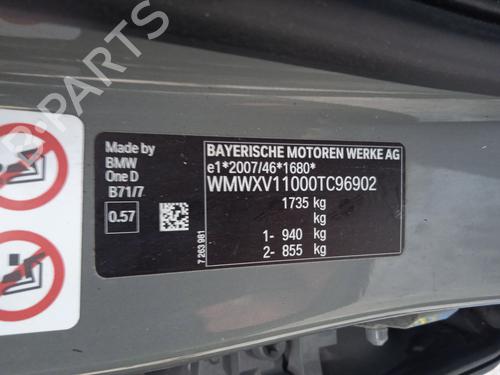 B-PARTS
Made by
BMW
One D
B71/7
0.57
7 263 981
BAYERISCHE MOTOREN WERKE AG
e1*2007/46*1680*
WMWXV11000TC96902
1735 kg
kg
1- 940 kg
2- 855 kg